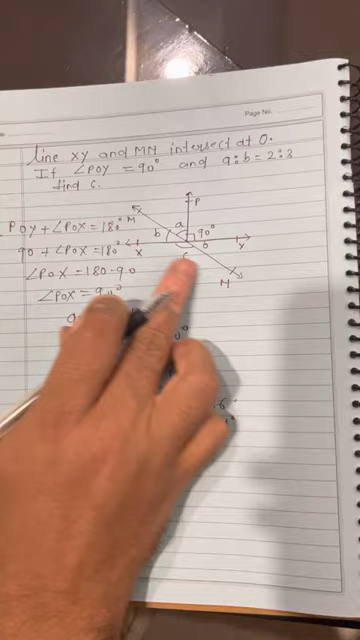 Page No.
line xy and MN intersect at O.
If ∠POY = 90° and a:b = 2:3
find c.
P
M
a
90°
b
b
x
y
c
M
POY + ∠POX = 180°
90 + ∠POX = 180°
∠POX = 180-90
∠POX = 90°